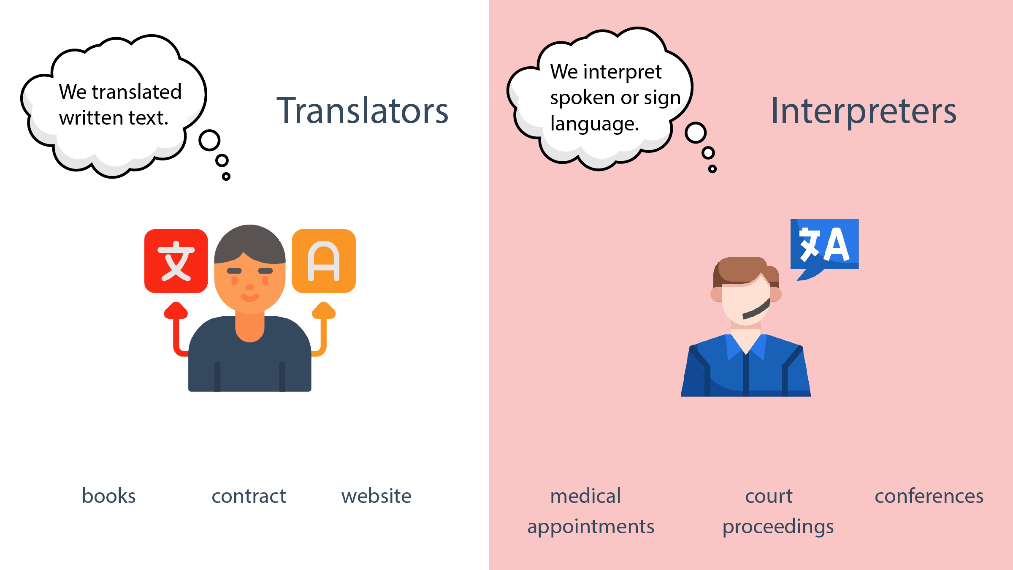 We translated
written text.
Translators
文
A
books
contract
website
We interpret
spoken or sign
language.
Interpreters
文A
medical
appointments
court
proceedings
conferences